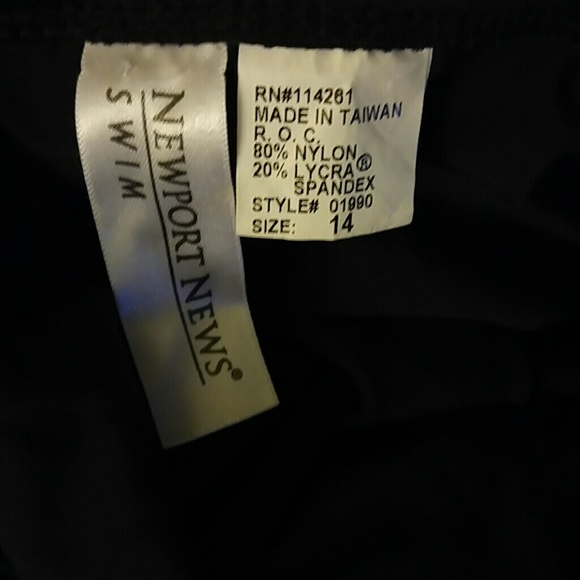 NEWPORT NEWS®
SWIM
RN#114261
MADE IN TAIWAN
R. O. C.
80% NYLON
20% LYCRA®
SPANDEX
STYLE# 01990
SIZE: 14